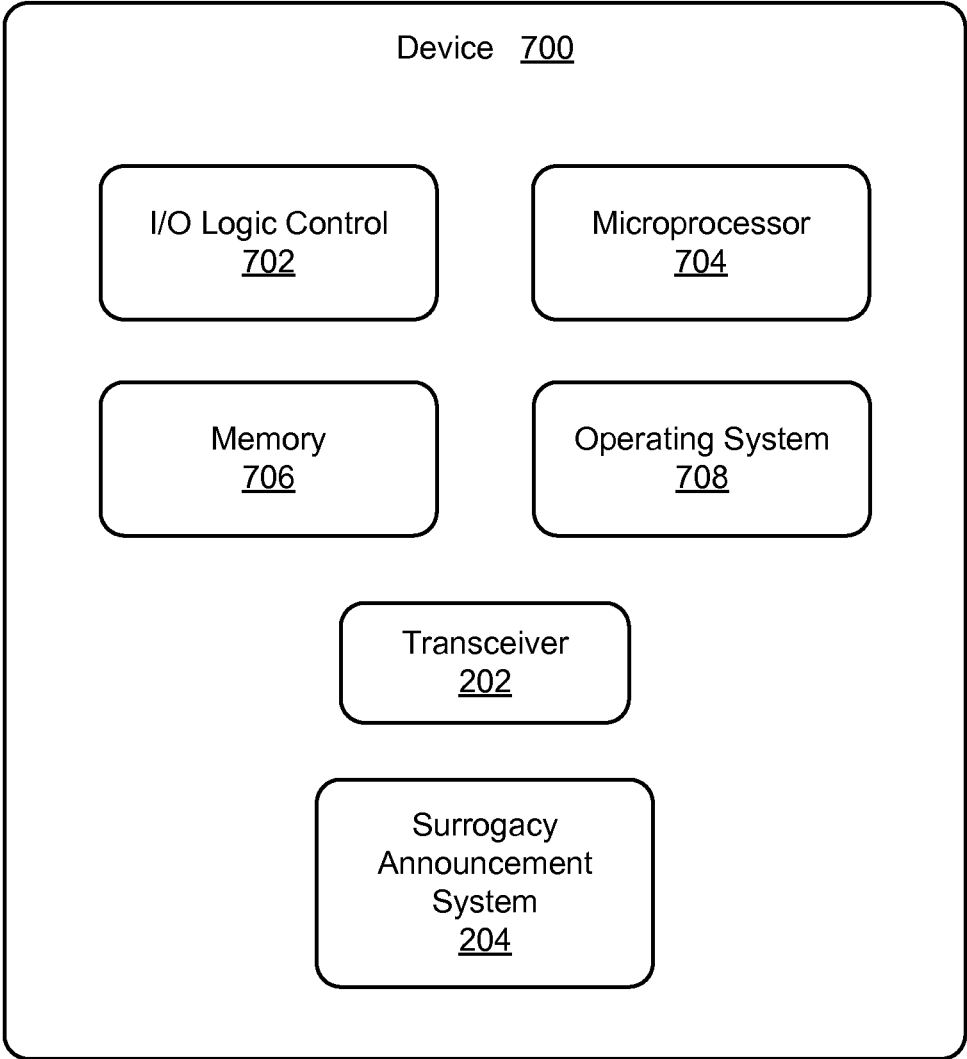 Device 700
I/O Logic Control
702
Microprocessor
704
Memory
706
Operating System
708
Transceiver
202
Surrogacy
Announcement
System
204